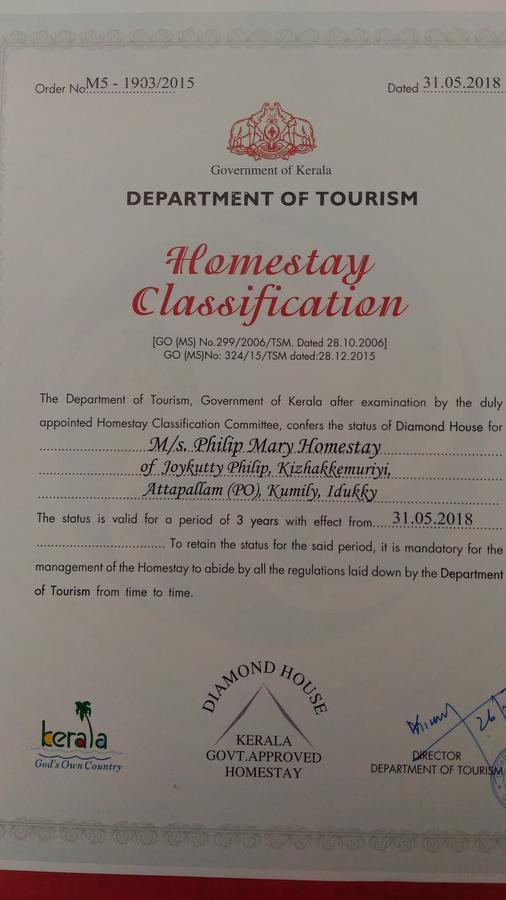 Order No M5 - 1903/2015
Dated 31.05.2018
Government of Kerala
DEPARTMENT OF TOURISM
Homestay
Classification
[GO (MS) No.299/2006/TSM. Dated 28.10.2006]
GO (MS)No: 324/15/TSM dated:28.12.2015
The Department of Tourism, Government of Kerala after examination by the duly
appointed Homestay Classification Committee, confers the status of Diamond House for
M/s. Philip Mary Homestay
of Joykutty Philip, Kizhakkemuriyi,
Attapallam (PO), Kumily, Idukky
The status is valid for a period of 3 years with effect from 31.05.2018
To retain the status for the said period, it is mandatory for the
management of the Homestay to abide by all the regulations laid down by the Department
of Tourism from time to time.
DIAMOND HOUSE
KERALA
GOVT.APPROVED
HOMESTAY
kerala
God's Own Country
26/
DIRECTOR
DEPARTMENT OF TOURISM